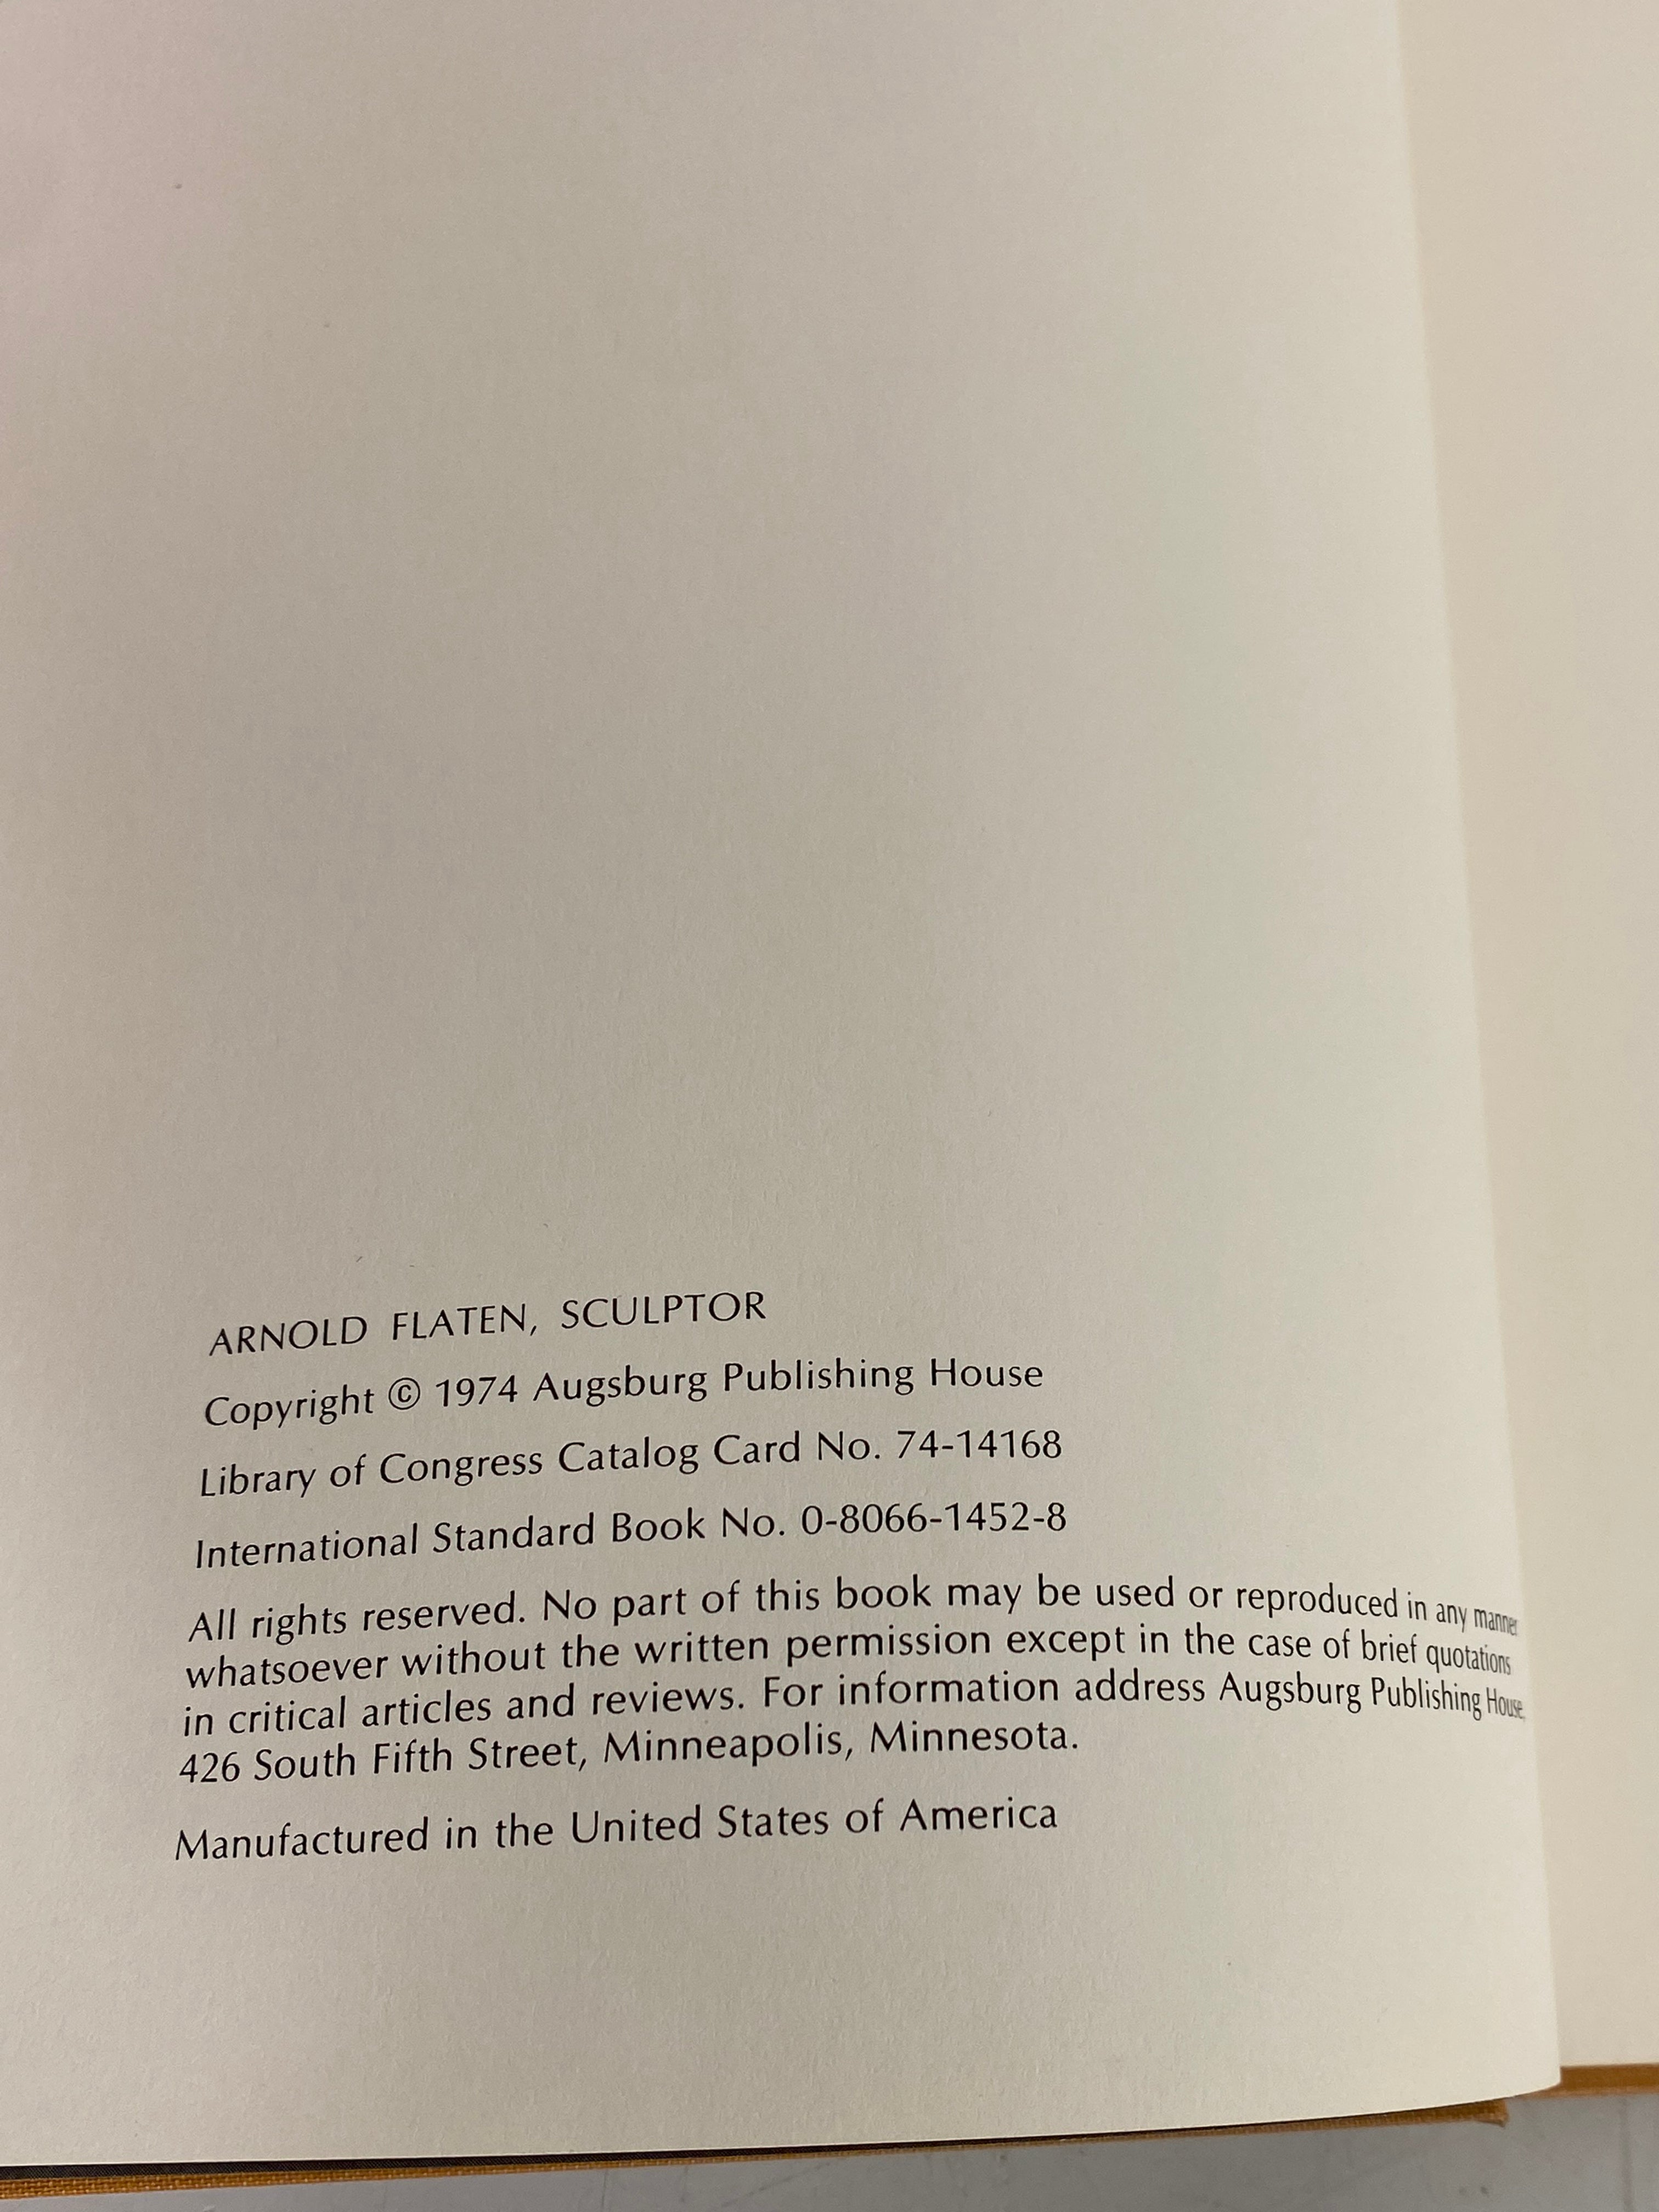 ARNOLD FLATEN, SCULPTOR
Copyright © 1974 Augsburg Publishing House
Library of Congress Catalog Card No. 74-14168
International Standard Book No. 0-8066-1452-8
All rights reserved. No part of this book may be used or reproduced in any manner
whatsoever without the written permission except in the case of brief quotations
in critical articles and reviews. For information address Augsburg Publishing House,
426 South Fifth Street, Minneapolis, Minnesota.
Manufactured in the United States of America